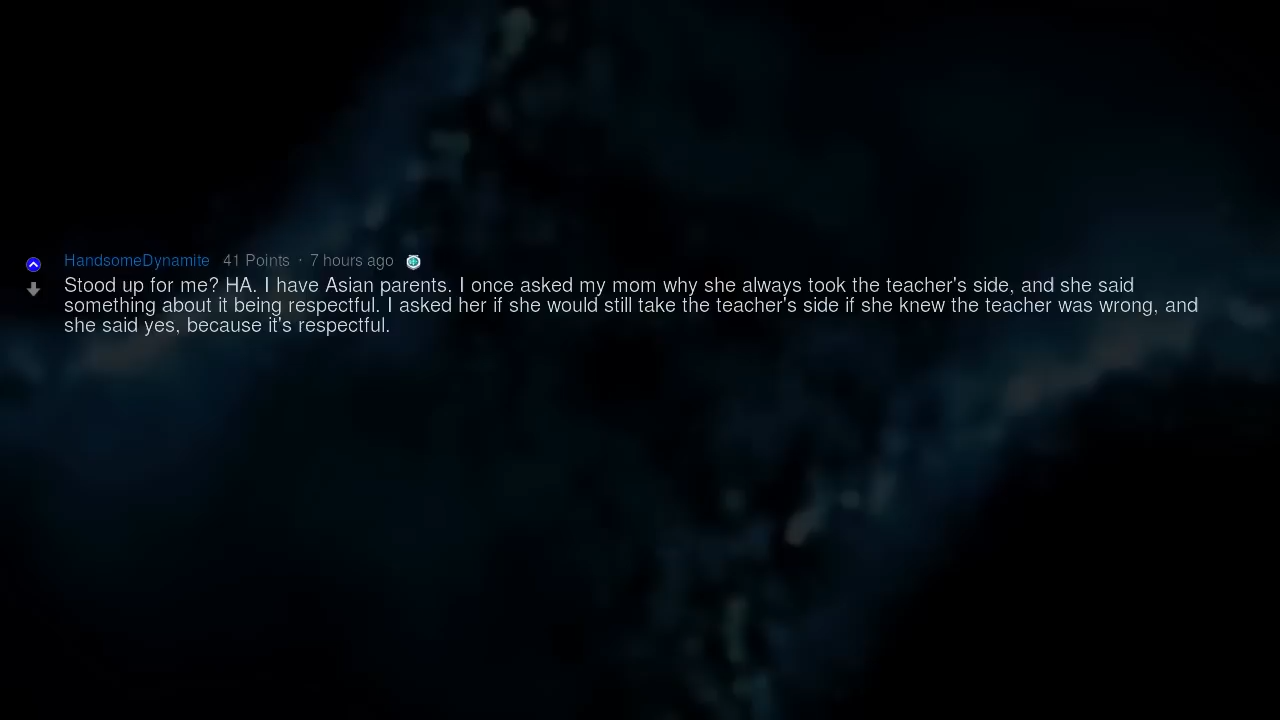 HandsomeDynamite 41 Points · 7 hours ago
Stood up for me? HA. I have Asian parents. I once asked my mom why she always took the teacher's side, and she said
something about it being respectful. I asked her if she would still take the teacher's side if she knew the teacher was wrong, and
she said yes, because it's respectful.